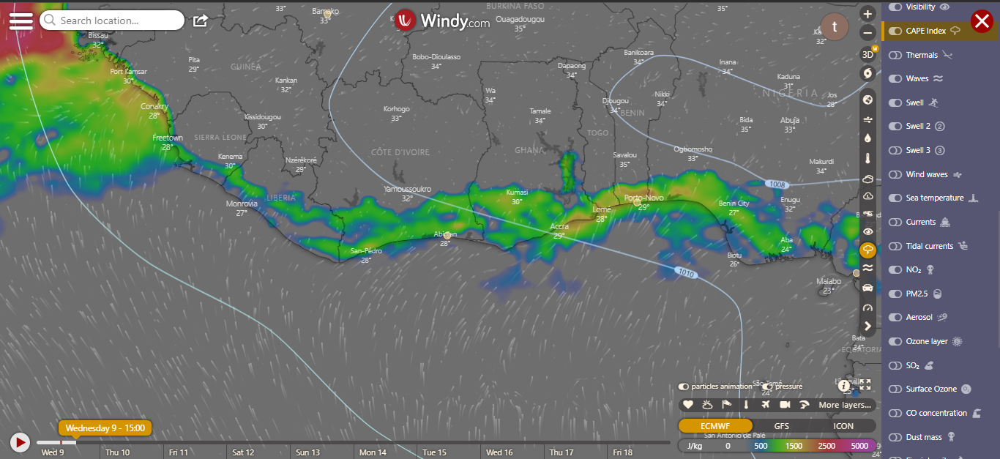 Search location...
Windy.com
t
3D
33°
Bamako
33°
BURKINA FASO
Ouagadougou
35°
35°
32°
Bissau
32°
Port Kamsar
30°
Pita
29°
GUINEA
Kankan
32°
Bobo-Dioulasso
34°
Dapaong
34°
Banikoara
34°
Inana
34°
Kaduna
31°
NIGERIA
Jos
28°
Wa
34°
Conakry
28°
Kissidougou
30°
Korhogo
33°
Tamale
34°
Djougou
34°
BENIN
Nikki
34°
Bida
35°
Abuja
33°
Freetown
28°
SIERRA LEONE
TOGO
Kenema
30°
Nzérékoré
29°
CÔTE D'IVOIRE
GHANA
Savalou
35°
Ogbomosho
33°
Makurdi
34°
Yamoussoukro
32°
Kumasi
30°
1008
Monrovia
27°
LIBERIA
Porto-Novo
29°
Benin City
27°
Enugu
32°
Lomé
28°
Accra
29°
Abidjan
28°
San-Pédro
28°
Aba
24°
Biotu
26°
1010
Malabo
23°
Bata
24°
EQUATORIA
São Tomé
24°
particles animation
pressure
More layers...
ECMWF
GFS
ICON
San Antonio de Palé
J/kg
0
500
1500
2500
5000
24°
Wednesday 9 - 15:00
Wed 9
Thu 10
Fri 11
Sat 12
Sun 13
Mon 14
Tue 15
Wed 16
Thu 17
Fri 18
Visibility
CAPE Index
Thermals
Waves
Swell
Swell 2
2
Swell 3
3
Wind waves
Sea temperature
Currents
Tidal currents
NO₂
PM2.5
Aerosol
Ozone layer
SO₂
Surface Ozone
CO concentration
Dust mass